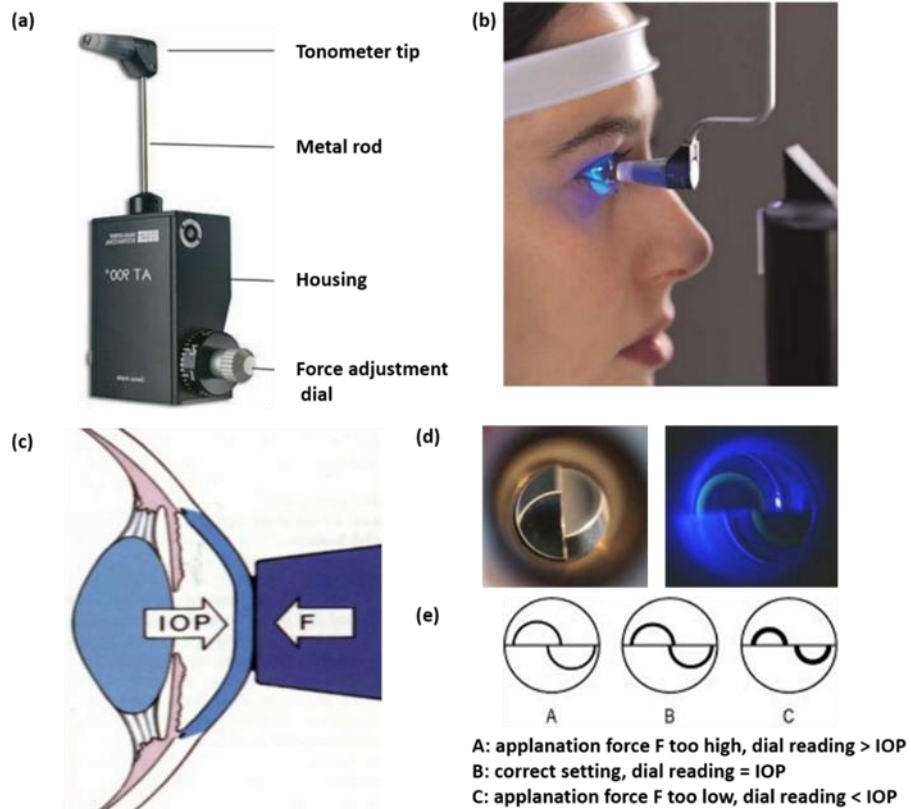 (a)
Tonometer tip
Metal rod
Housing
Force adjustment
dial
AT 900®
(b)
(c)
IOP
F
(d)
(e)
A
B
C
A: applanation force F too high, dial reading > IOP
B: correct setting, dial reading = IOP
C: applanation force F too low, dial reading < IOP